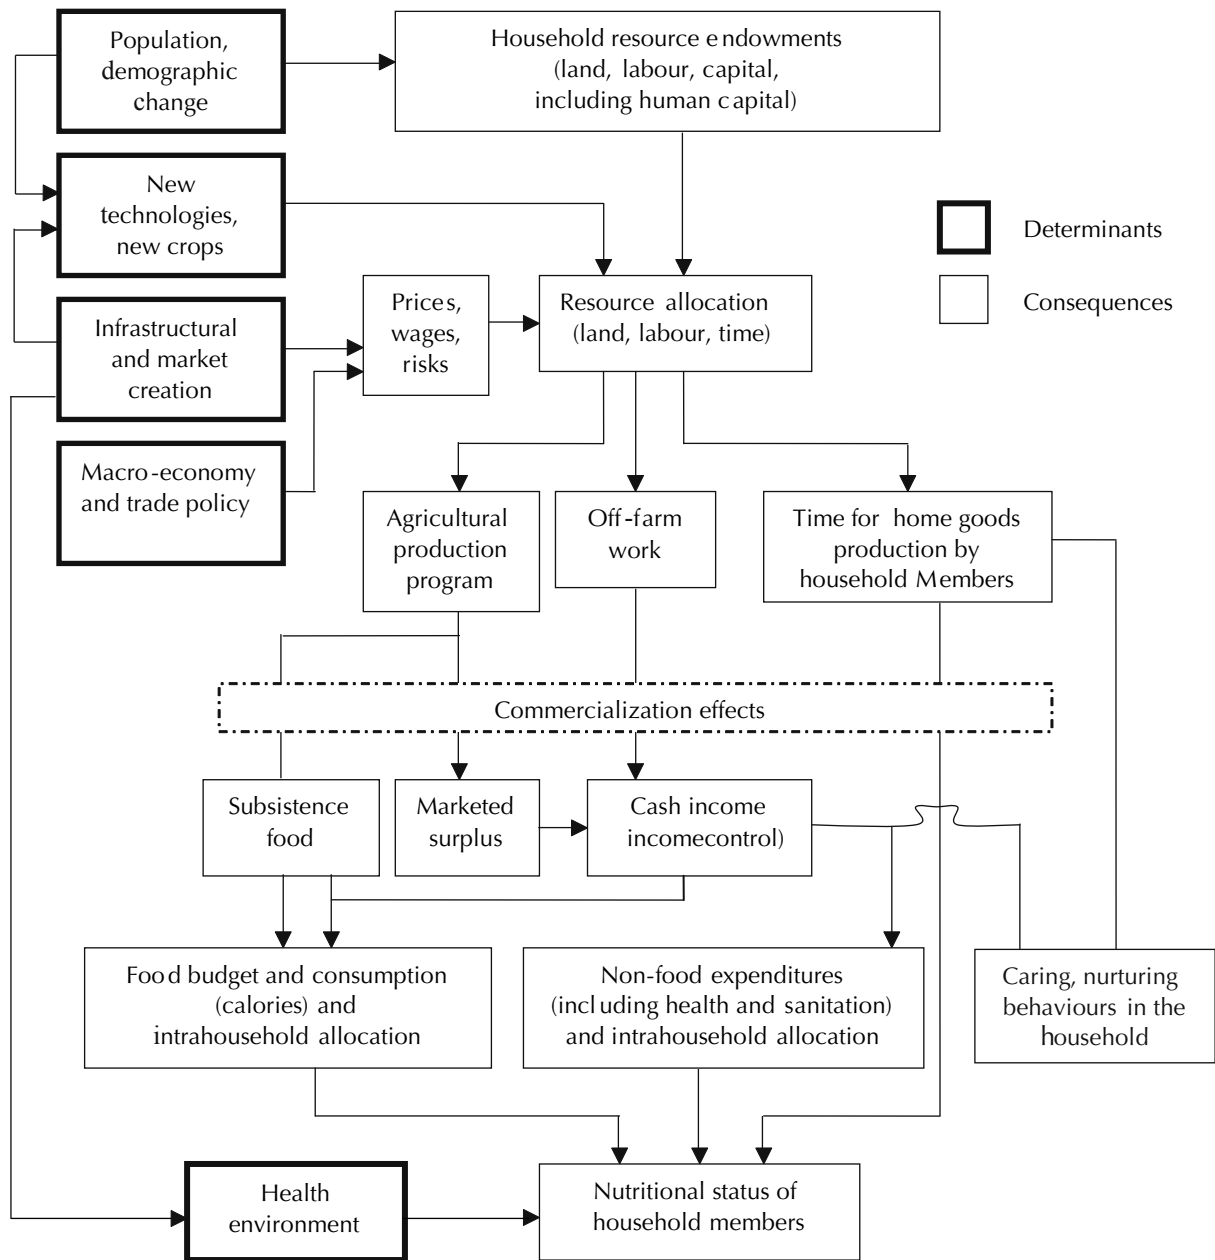 Population,
demographic
change
Household resource endowments
(land, labour, capital,
including human capital)
New
technologies,
new crops
Determinants
Consequences
Infrastructural
and market
creation
Prices,
wages,
risks
Resource allocation
(land, labour, time)
Macro-economy
and trade policy
Agricultural
production
program
Off-farm
work
Time for home goods
production by
household Members
Commercialization effects
Subsistence
food
Marketed
surplus
Cash income
incomecontrol)
Food budget and consumption
(calories) and
intrahousehold allocation
Non-food expenditures
(including health and sanitation)
and intrahousehold allocation
Caring, nurturing
behaviours in the
household
Health
environment
Nutritional status of
household members